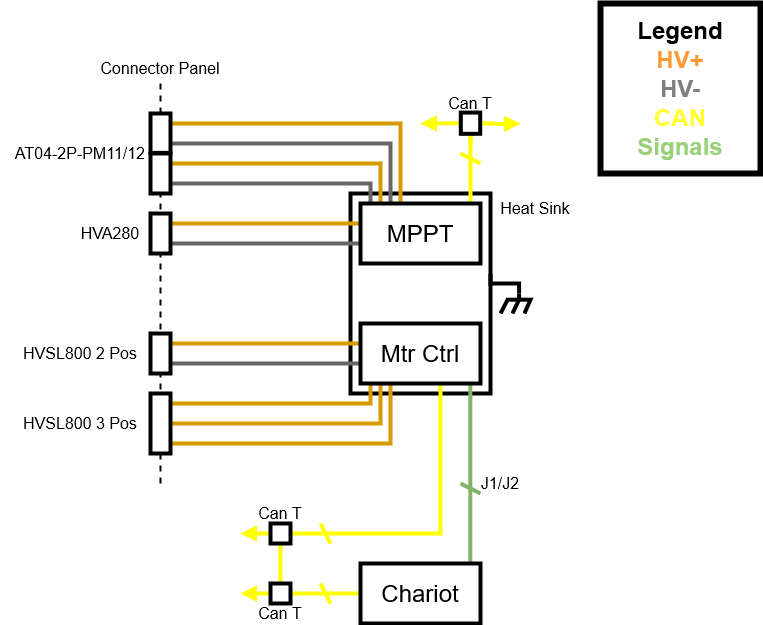 Legend
HV+
HV-
CAN
Signals
Connector Panel
Can T
AT04-2P-PM11/12
Heat Sink
HVA280
MPPT
HVSL800 2 Pos
Mtr Ctrl
HVSL800 3 Pos
J1/J2
Can T
Chariot
Can T